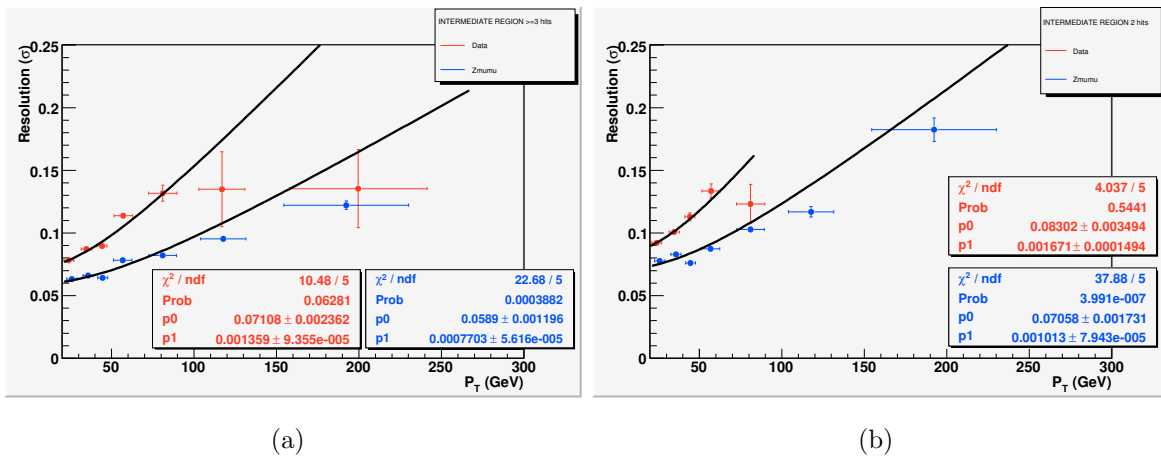 INTERMEDIATE REGION >=3 hits
Data
Zmumu
Resolution (σ)
0.25
0.2
0.15
0.1
0.05
0
50 100 150 200 250 300
P_T (GeV)
χ² / ndf 10.48 / 5
Prob 0.06281
p0 0.07108 ± 0.002362
p1 0.001359 ± 9.355e-005
χ² / ndf 22.68 / 5
Prob 0.0003882
p0 0.0589 ± 0.001196
p1 0.0007703 ± 5.616e-005
(a)
INTERMEDIATE REGION 2 hits
Data
Zmumu
Resolution (σ)
0.25
0.2
0.15
0.1
0.05
0
50 100 150 200 250 300
P_T (GeV)
χ² / ndf 4.037 / 5
Prob 0.5441
p0 0.08302 ± 0.003494
p1 0.001671 ± 0.0001494
χ² / ndf 37.88 / 5
Prob 3.991e-007
p0 0.07058 ± 0.001731
p1 0.001013 ± 7.943e-005
(b)